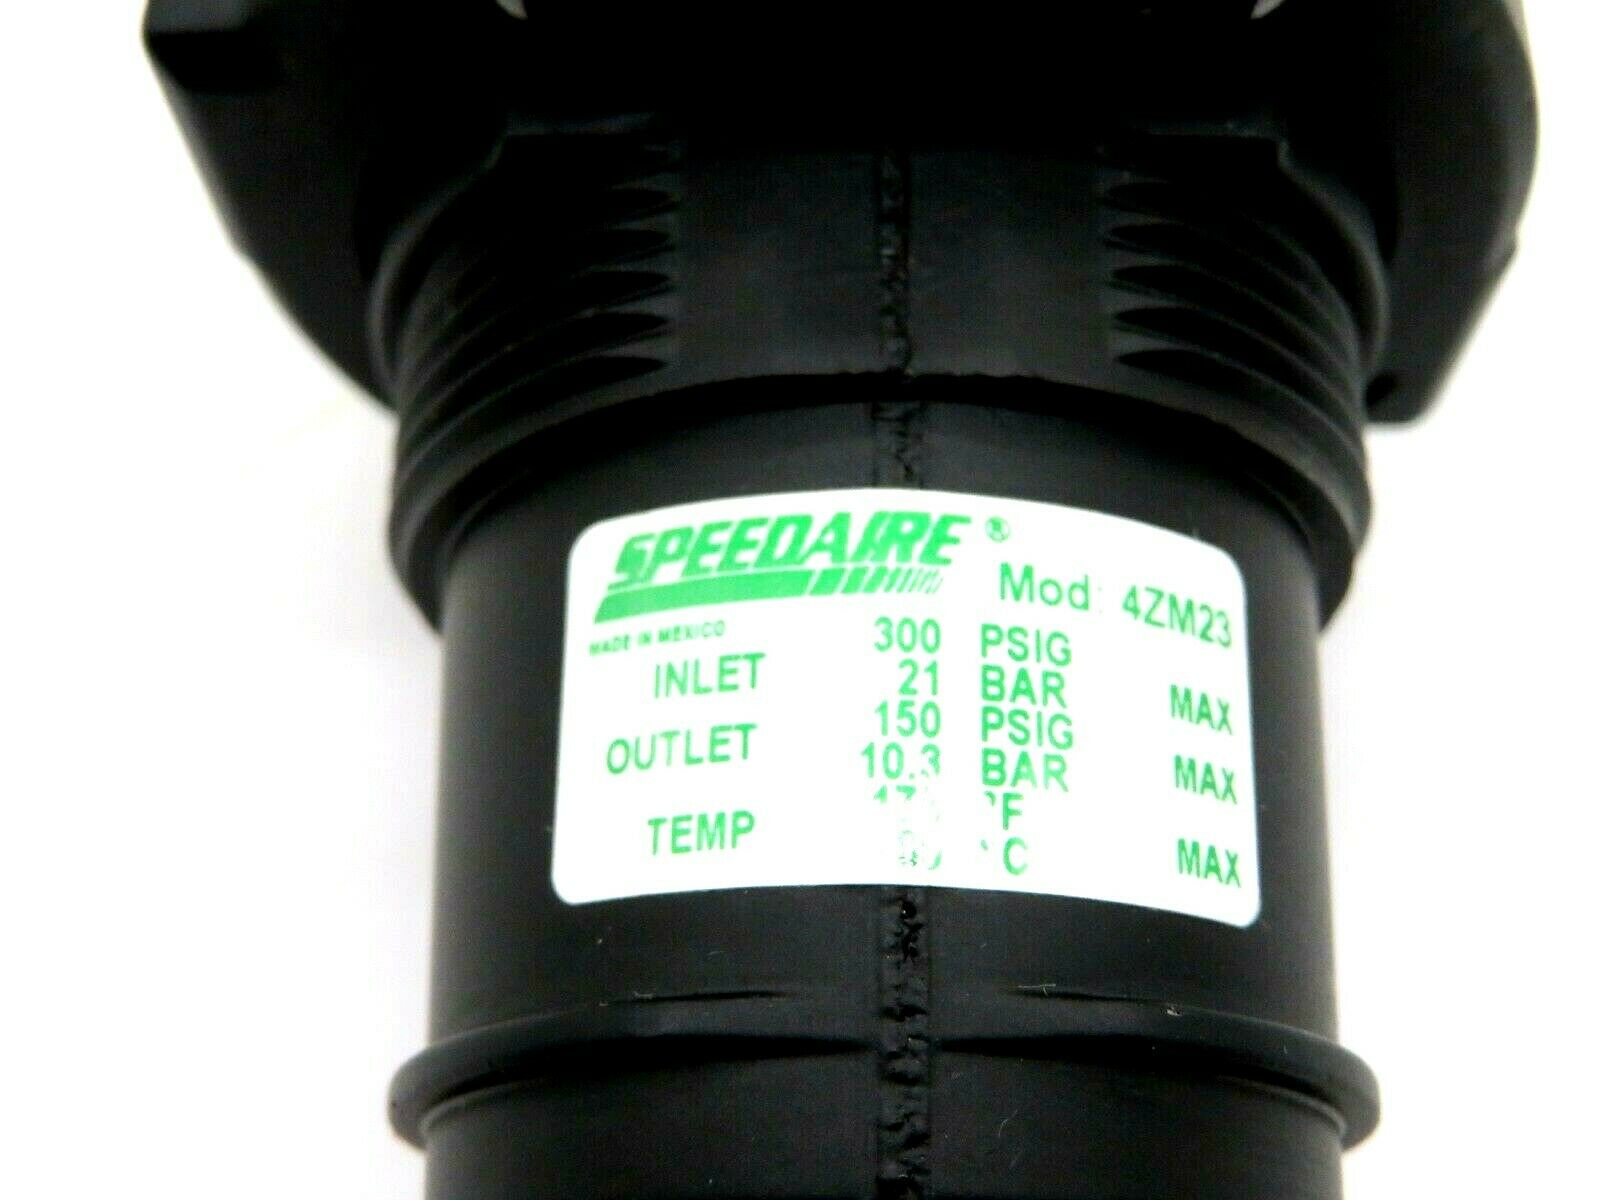 SPEEDAIRE ®
Mod: 4ZM23
MADE IN MEXICO
INLET 300 PSIG
21 BAR MAX
OUTLET 150 PSIG
10.3 BAR MAX
TEMP °F
°C MAX